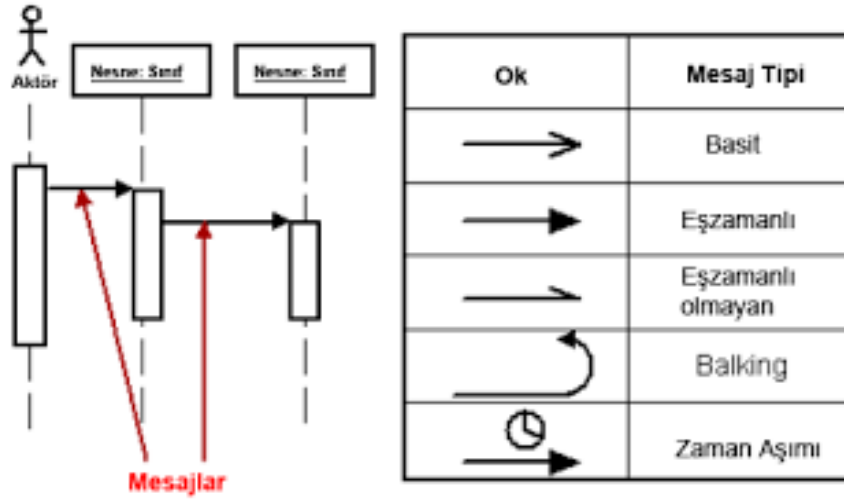 Aktör
Nesne: Sınıf
Nesne: Sınıf
Mesajlar
Ok
Mesaj Tipi
Basit
Eşzamanlı
Eşzamanlı
olmayan
Balking
Zaman Aşımı